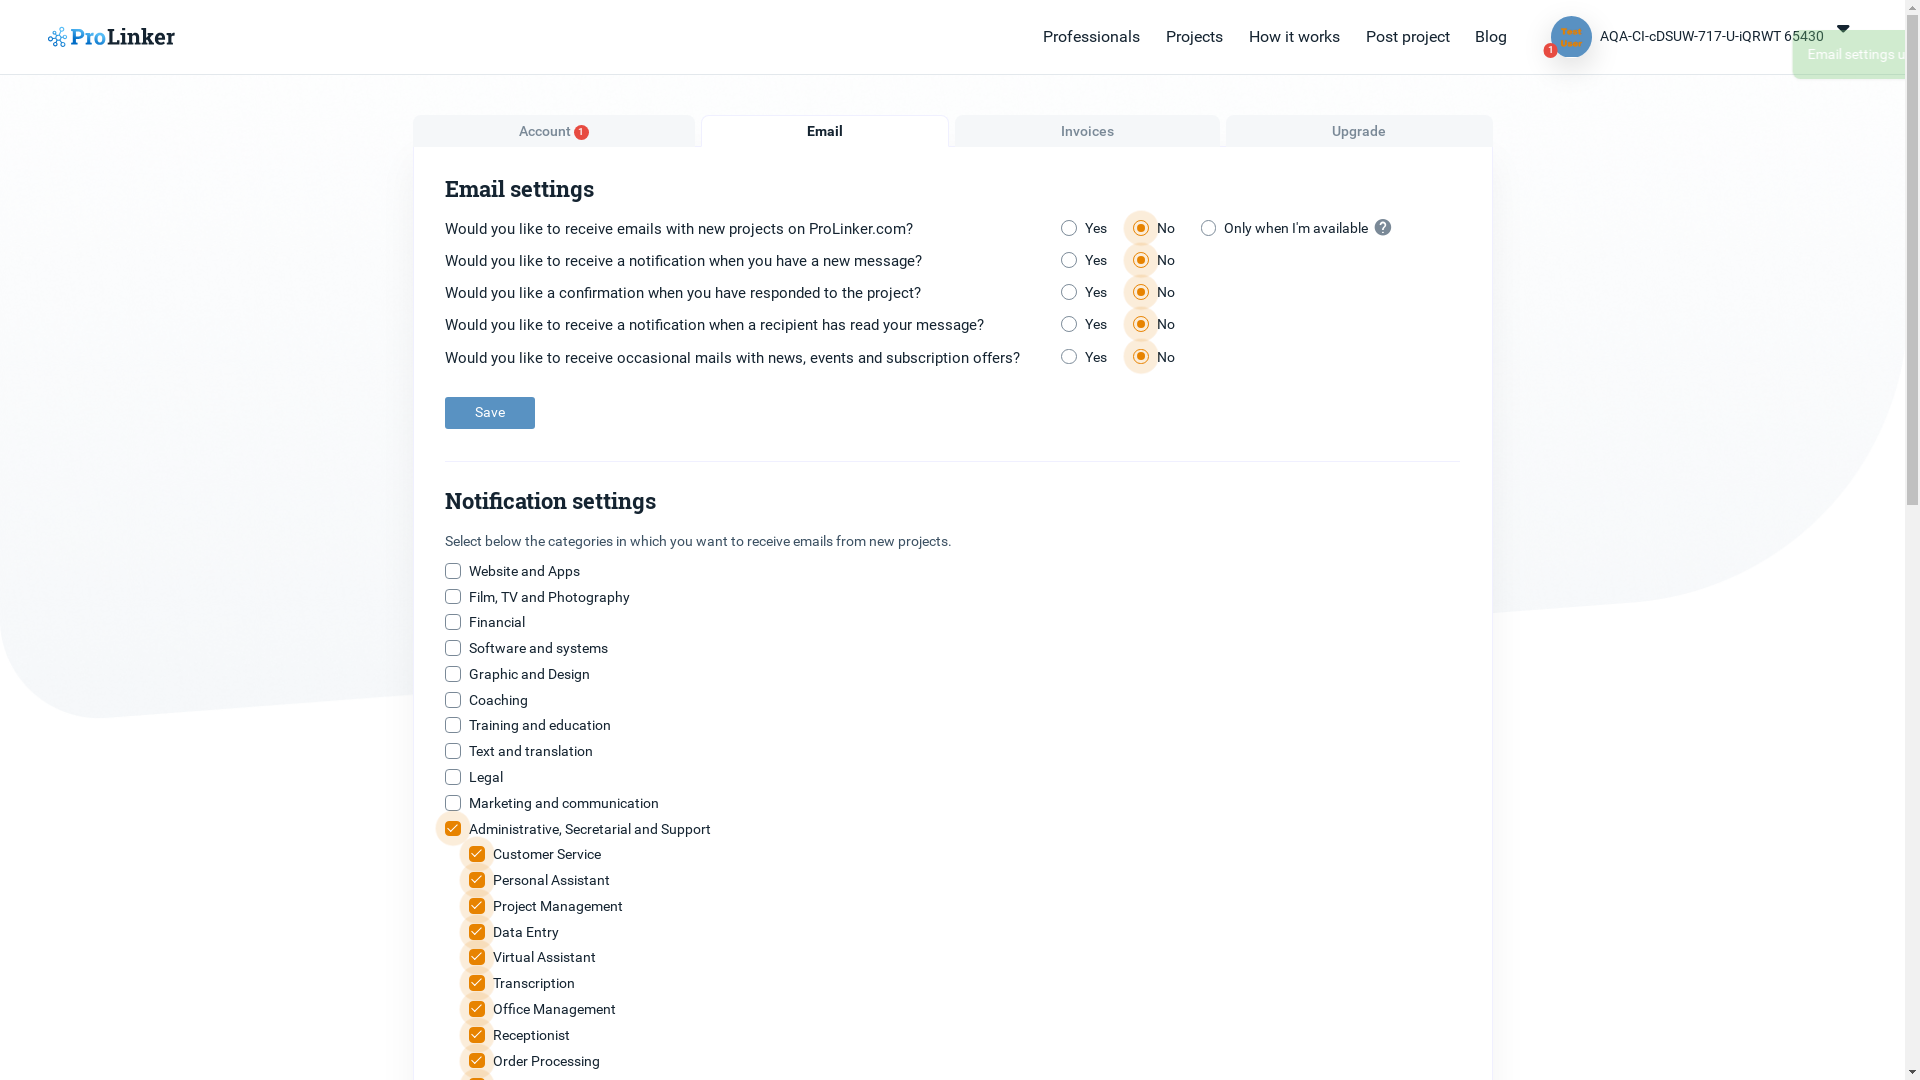 ProLinker
Professionals
Projects
How it works
Post project
Blog
Test
User
1
AQA-CI-cDSUW-717-U-iQRWT 65430
Email settings u
Account 1
Email
Invoices
Upgrade
Email settings
Would you like to receive emails with new projects on ProLinker.com? Yes No Only when I'm available ?
Would you like to receive a notification when you have a new message? Yes No
Would you like a confirmation when you have responded to the project? Yes No
Would you like to receive a notification when a recipient has read your message? Yes No
Would you like to receive occasional mails with news, events and subscription offers? Yes No
Save
Notification settings
Select below the categories in which you want to receive emails from new projects.
Website and Apps
Film, TV and Photography
Financial
Software and systems
Graphic and Design
Coaching
Training and education
Text and translation
Legal
Marketing and communication
Administrative, Secretarial and Support
Customer Service
Personal Assistant
Project Management
Data Entry
Virtual Assistant
Transcription
Office Management
Receptionist
Order Processing